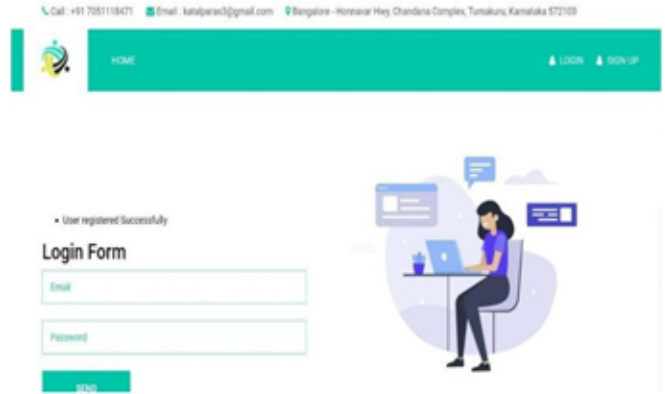 Call : +91 7051118471 Email : katalparas3@gmail.com Bangalore - Honnavar Hwy, Chandana Complex, Tumakuru, Karnataka 572103
HOME LOGIN SIGN UP
User registered Successfully
Login Form
Email
Password
SEND